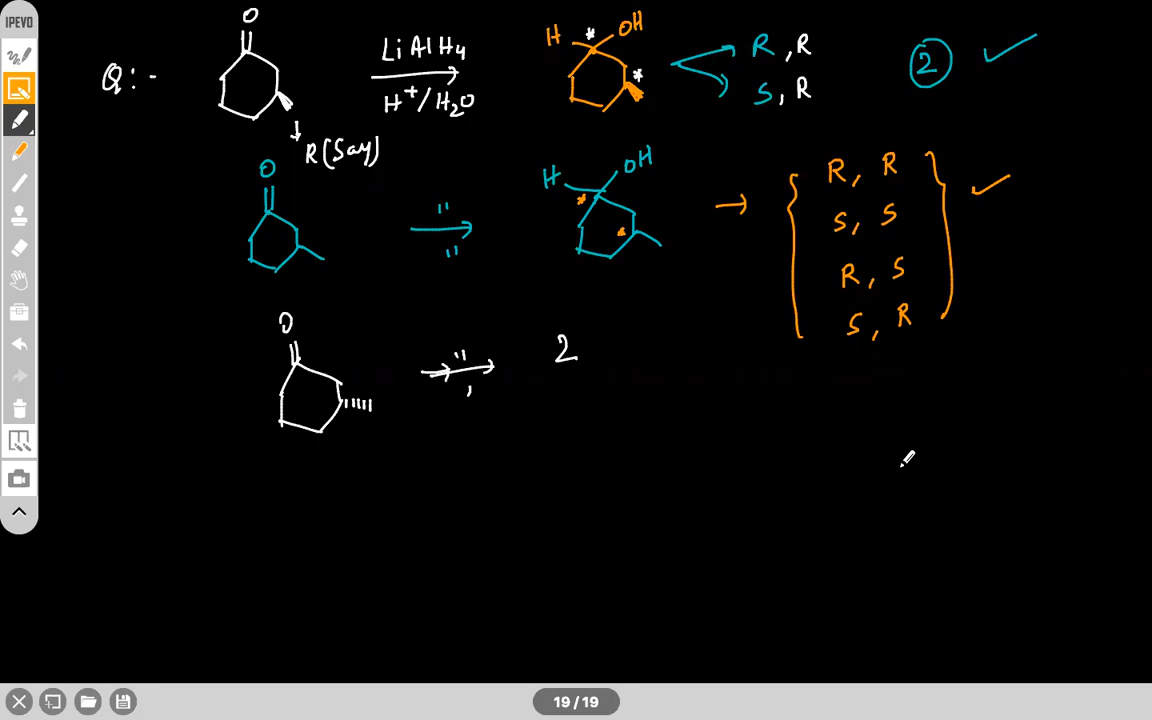 IPEVO
O H * OH
Q:- LiAlH4 R, R 2 ✓
H+/H2O * S, R
R(Say)
O H OH
" * * → R, R ✓
" S, S
R, S
S, R
O " 2
,
19 / 19